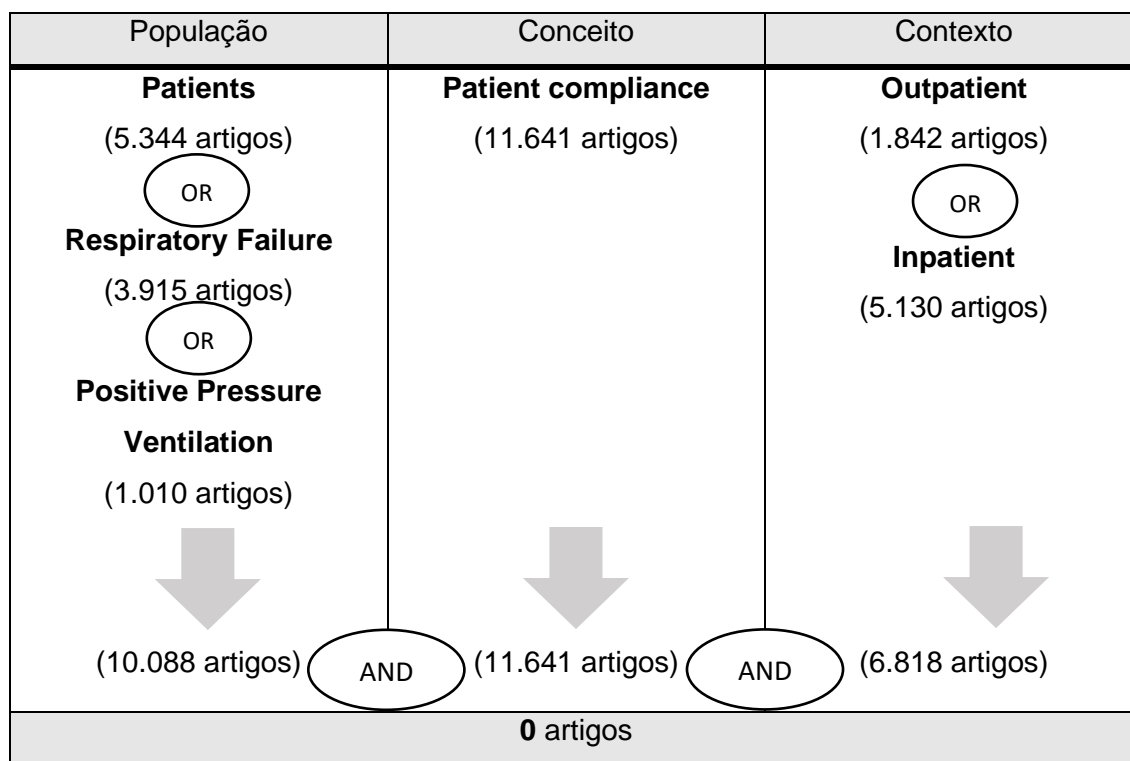 População
Conceito
Contexto
Patients
(5.344 artigos)
OR
Respiratory Failure
(3.915 artigos)
OR
Positive Pressure
Ventilation
(1.010 artigos)
Patient compliance
(11.641 artigos)
Outpatient
(1.842 artigos)
OR
Inpatient
(5.130 artigos)
(10.088 artigos)
AND
(11.641 artigos)
AND
(6.818 artigos)
0 artigos